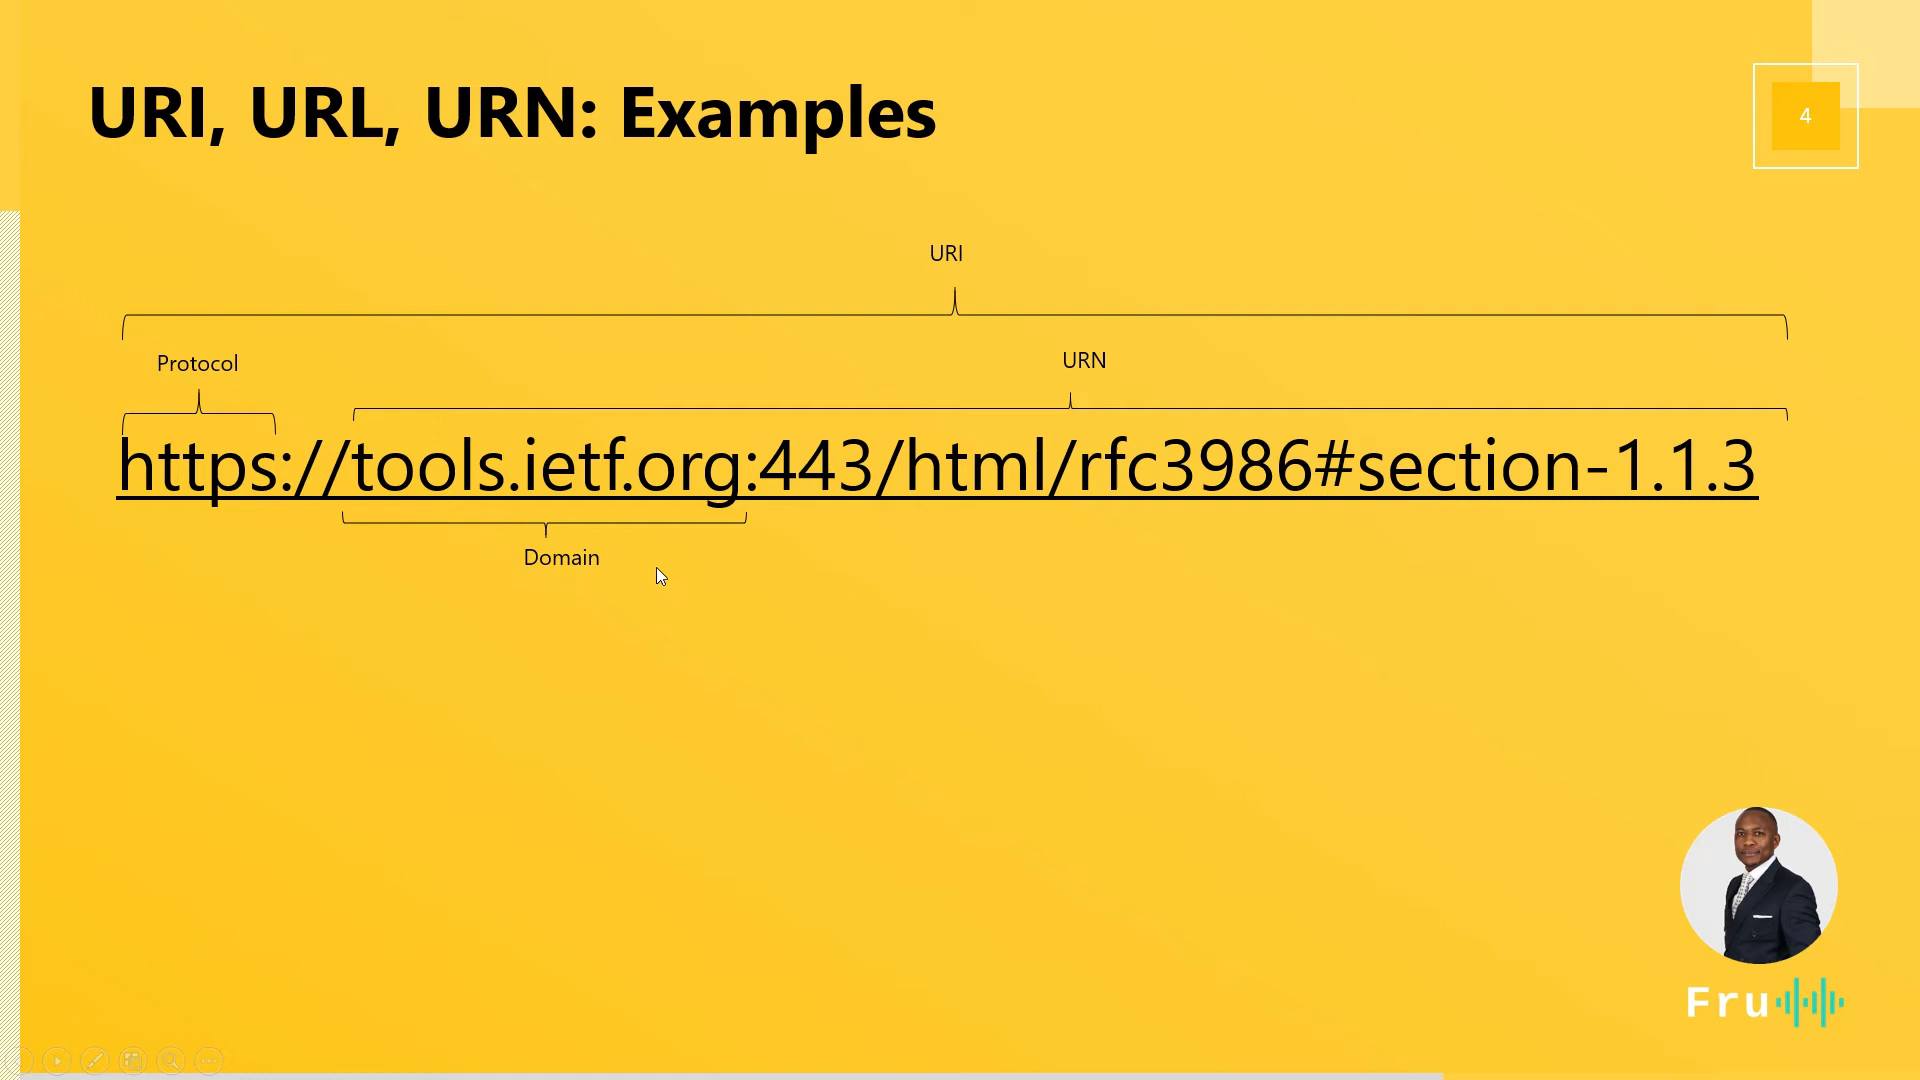 URI, URL, URN: Examples
4
URI
Protocol
URN
https://tools.ietf.org:443/html/rfc3986#section-1.1.3
Domain
Fru